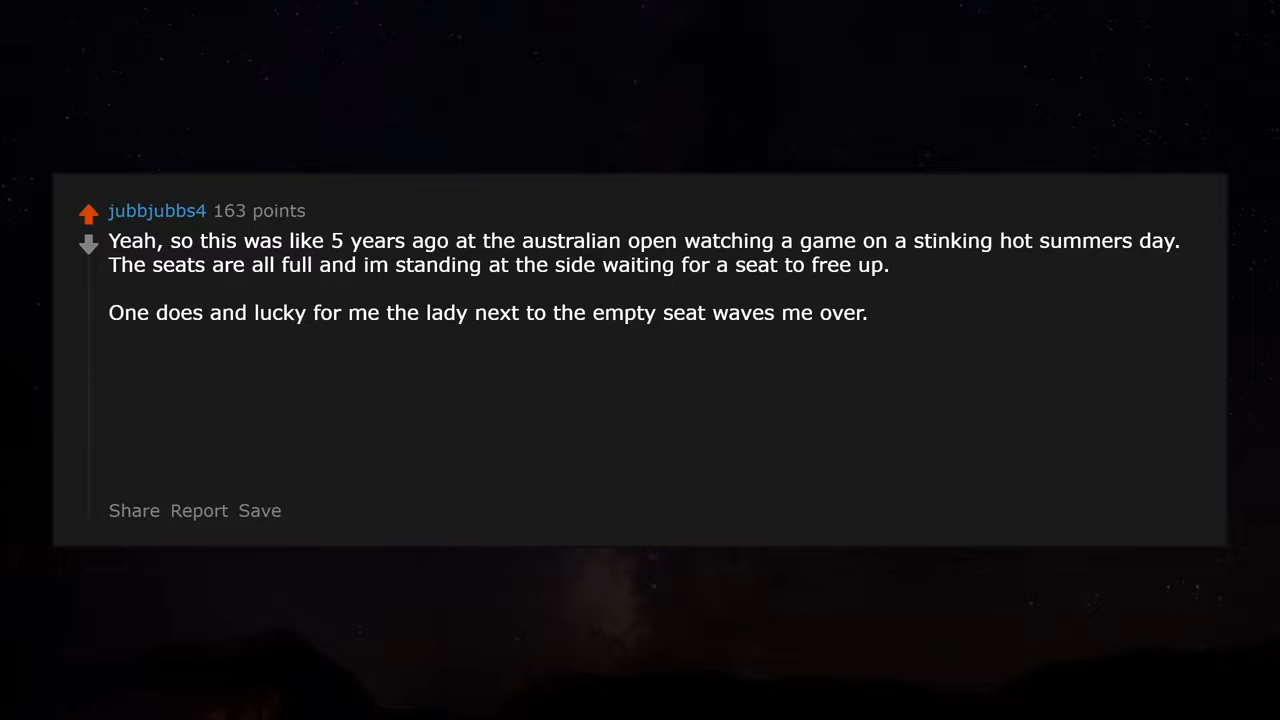 jubbjubbs4 163 points
Yeah, so this was like 5 years ago at the australian open watching a game on a stinking hot summers day.
The seats are all full and im standing at the side waiting for a seat to free up.
One does and lucky for me the lady next to the empty seat waves me over.
Share Report Save